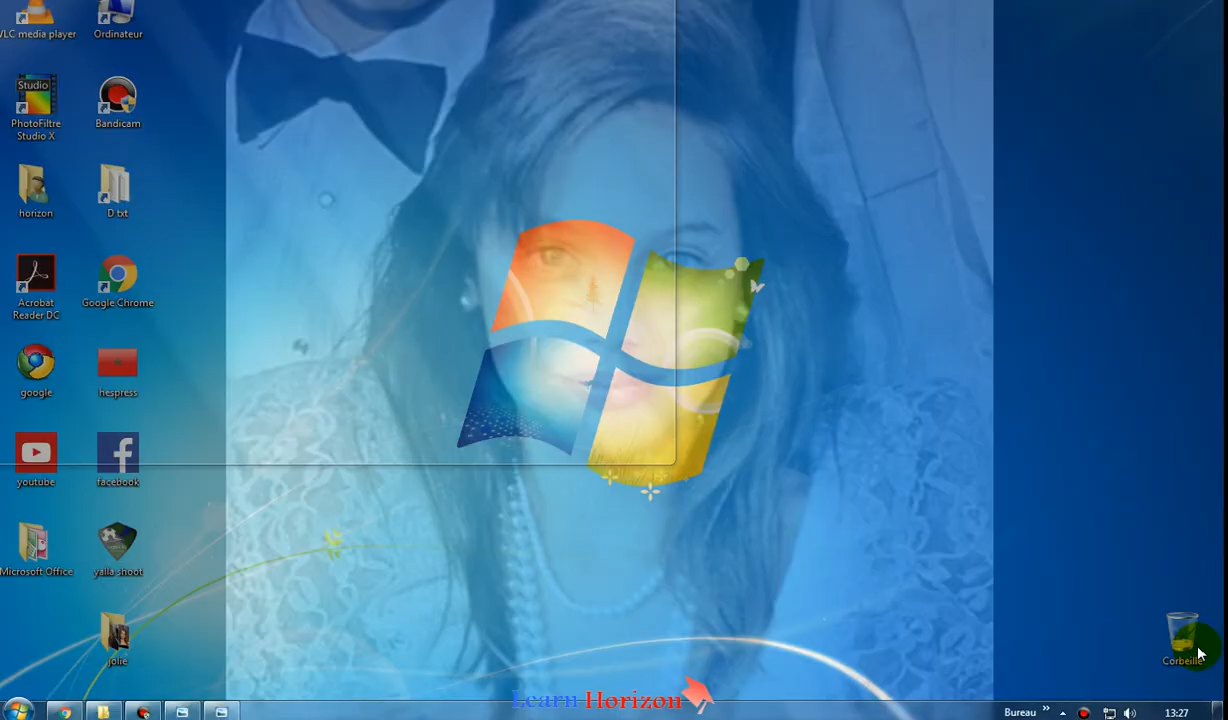 VLC media player
Ordinateur
Studio
PhotoFiltre
Studio X
Bandicam
horizon
D txt
Acrobat
Reader DC
Google Chrome
google
hespress
youtube
facebook
Microsoft Office
yalla shoot
jolie
Corbeille
Learn Horizon
Bureau
13:27